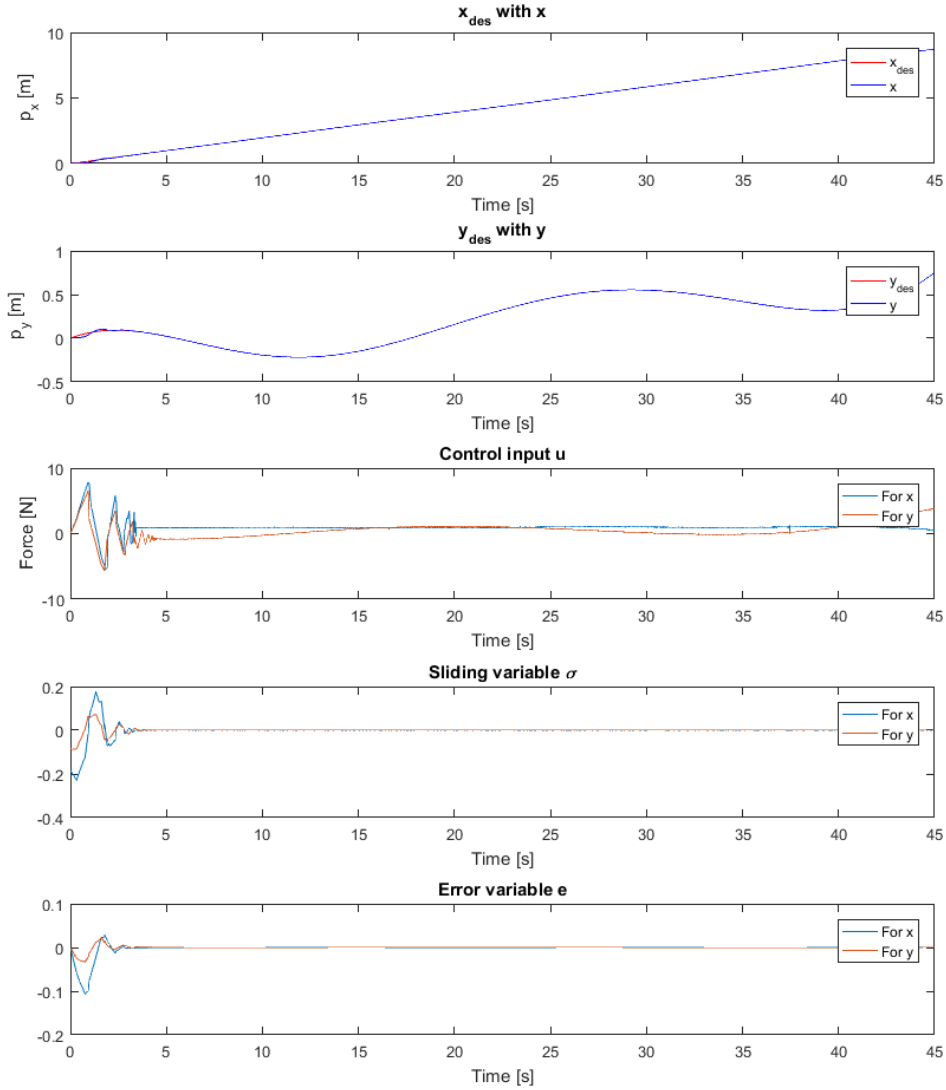 x_des with x
10
5
0
p_x [m]
x_des
x
0 5 10 15 20 25 30 35 40 45
Time [s]
y_des with y
1
0.5
0
-0.5
p_y [m]
y_des
y
0 5 10 15 20 25 30 35 40 45
Time [s]
Control input u
10
0
-10
Force [N]
For x
For y
0 5 10 15 20 25 30 35 40 45
Time [s]
Sliding variable σ
0.2
0
-0.2
-0.4
For x
For y
0 5 10 15 20 25 30 35 40 45
Time [s]
Error variable e
0.1
0
-0.1
-0.2
For x
For y
0 5 10 15 20 25 30 35 40 45
Time [s]